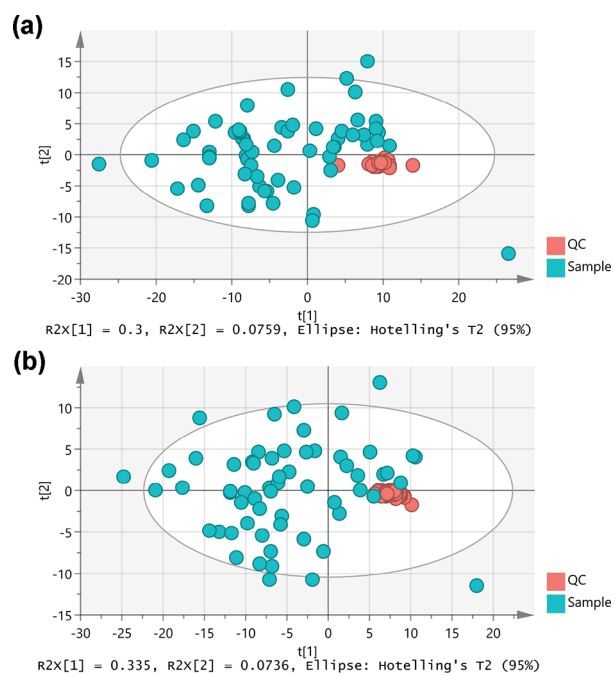 (a)
15
10
5
0
-5
-10
-15
-20
t[2]
-30 -20 -10 0 10 20
t[1]
QC
Sample
R2X[1] = 0.3, R2X[2] = 0.0759, Ellipse: Hotelling's T2 (95%)
(b)
10
5
0
-5
-10
-15
t[2]
-30 -25 -20 -15 -10 -5 0 5 10 15 20
t[1]
QC
Sample
R2X[1] = 0.335, R2X[2] = 0.0736, Ellipse: Hotelling's T2 (95%)